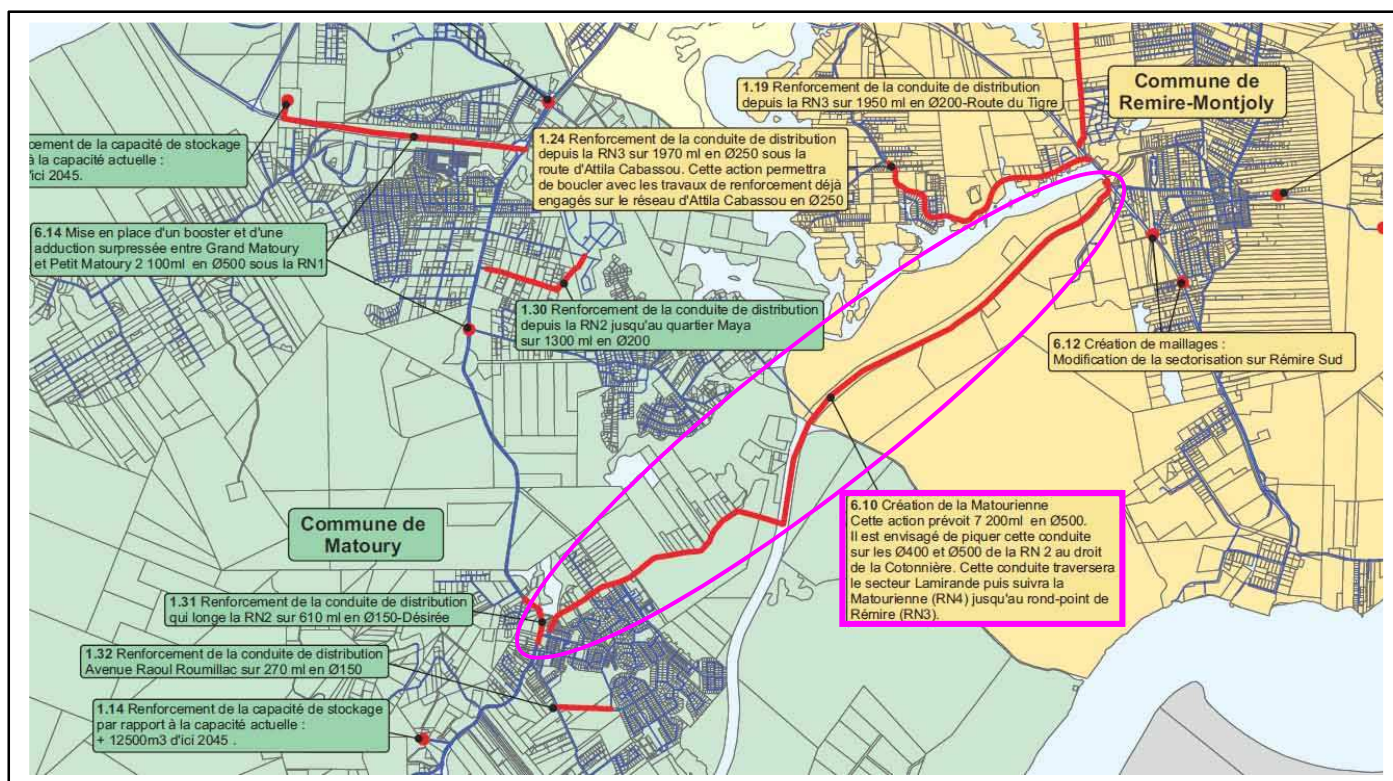 1.19 Renforcement de la conduite de distribution
depuis la RN3 sur 1950 ml en Ø200-Route du Tigre
Commune de
Remire-Montjoly
cement de la capacité de stockage
à la capacité actuelle :
'ici 2045.
1.24 Renforcement de la conduite de distribution
depuis la RN3 sur 1970 ml en Ø250 sous la
route d'Attila Cabassou. Cette action permettra
de boucler avec les travaux de renforcement déjà
engagés sur le réseau d'Attila Cabassou en Ø250
6.14 Mise en place d'un booster et d'une
adduction surpressée entre Grand Matoury
et Petit Matoury 2 100ml en Ø500 sous la RN1
1.30 Renforcement de la conduite de distribution
depuis la RN2 jusqu'au quartier Maya
sur 1300 ml en Ø200
6.12 Création de maillages :
Modification de la sectorisation sur Rémire Sud
Commune de
Matoury
6.10 Création de la Matourienne
Cette action prévoit 7 200ml en Ø500.
Il est envisagé de piquer cette conduite
sur les Ø400 et Ø500 de la RN 2 au droit
de la Cotonnière. Cette conduite traversera
le secteur Lamirande puis suivra la
Matourienne (RN4) jusqu'au rond-point de
Rémire (RN3).
1.31 Renforcement de la conduite de distribution
qui longe la RN2 sur 610 ml en Ø150-Désirée
1.32 Renforcement de la conduite de distribution
Avenue Raoul Roumillac sur 270 ml en Ø150
1.14 Renforcement de la capacité de stockage
par rapport à la capacité actuelle :
+ 12500m3 d'ici 2045 .